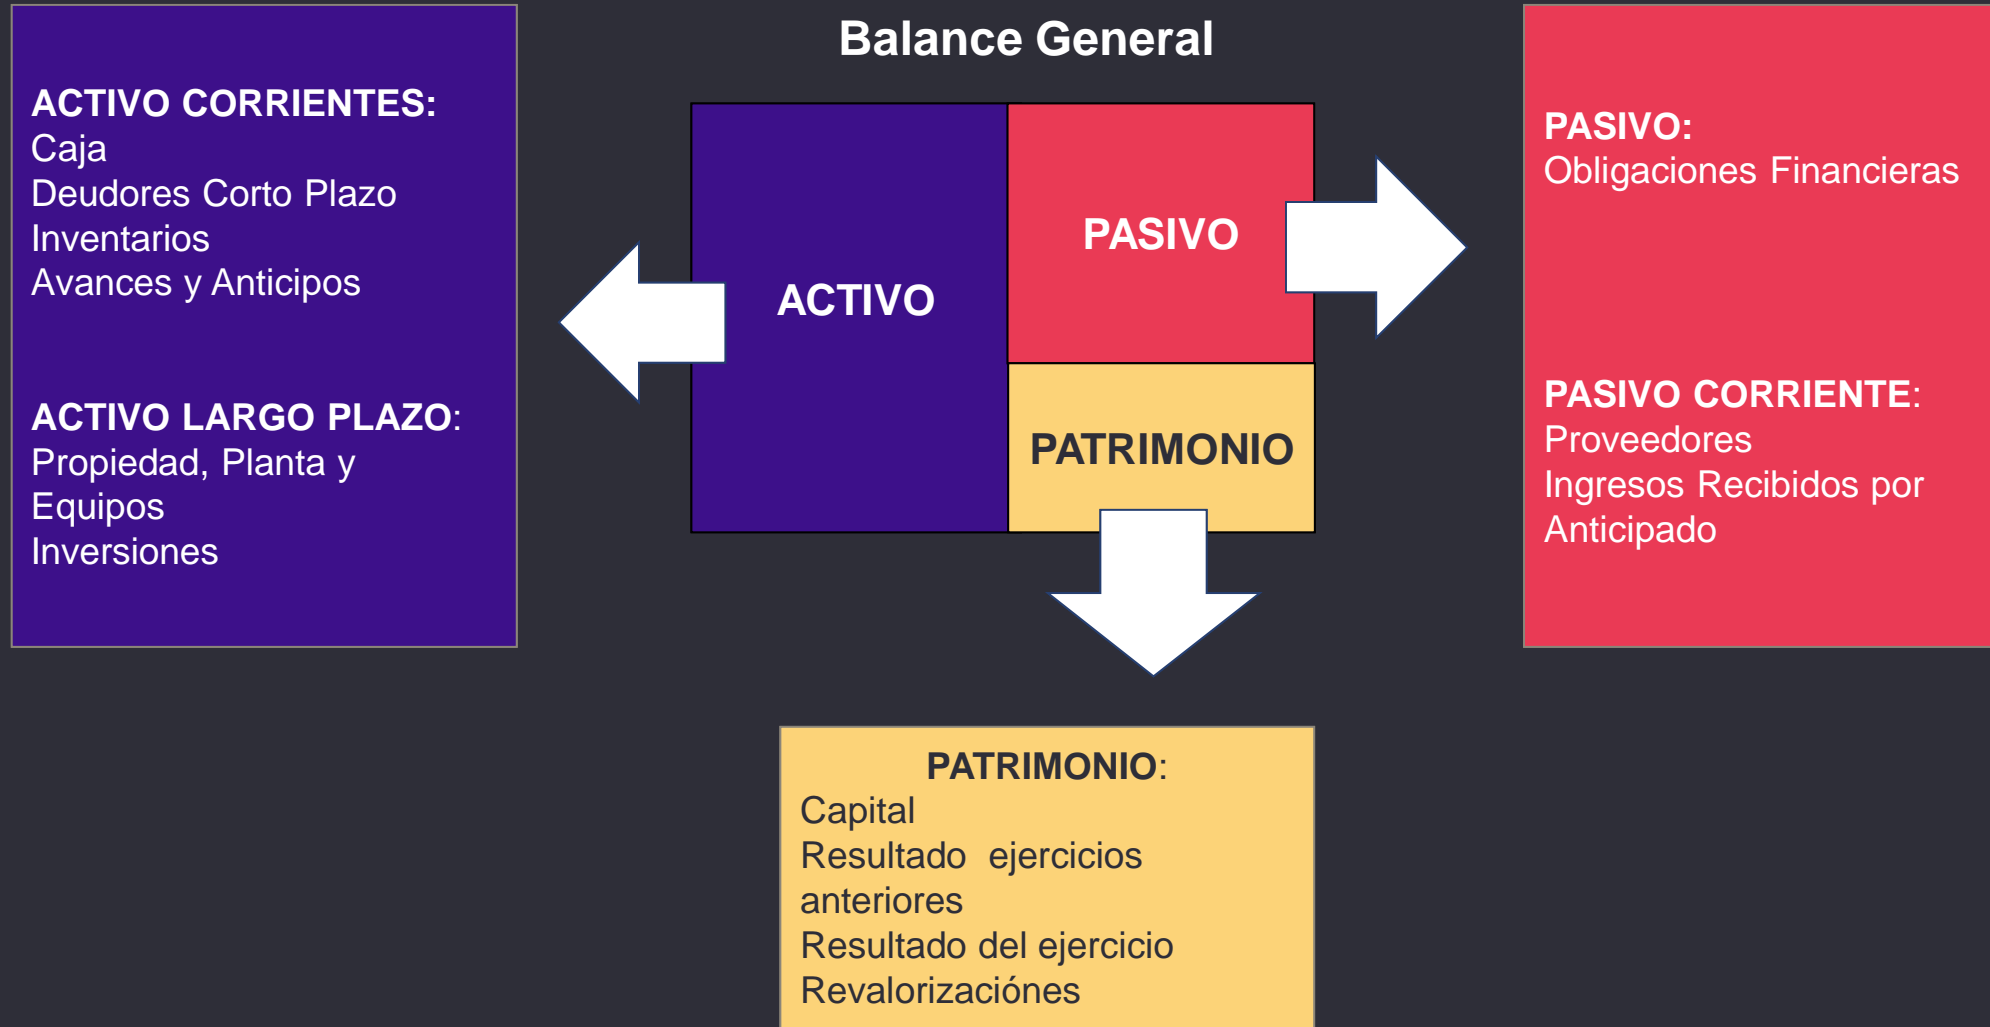 Balance General
ACTIVO CORRIENTES:
Caja
Deudores Corto Plazo
Inventarios
Avances y Anticipos
ACTIVO LARGO PLAZO:
Propiedad, Planta y
Equipos
Inversiones
ACTIVO
PASIVO
PATRIMONIO
PASIVO:
Obligaciones Financieras
PASIVO CORRIENTE:
Proveedores
Ingresos Recibidos por
Anticipado
PATRIMONIO:
Capital
Resultado ejercicios
anteriores
Resultado del ejercicio
Revalorizaciónes